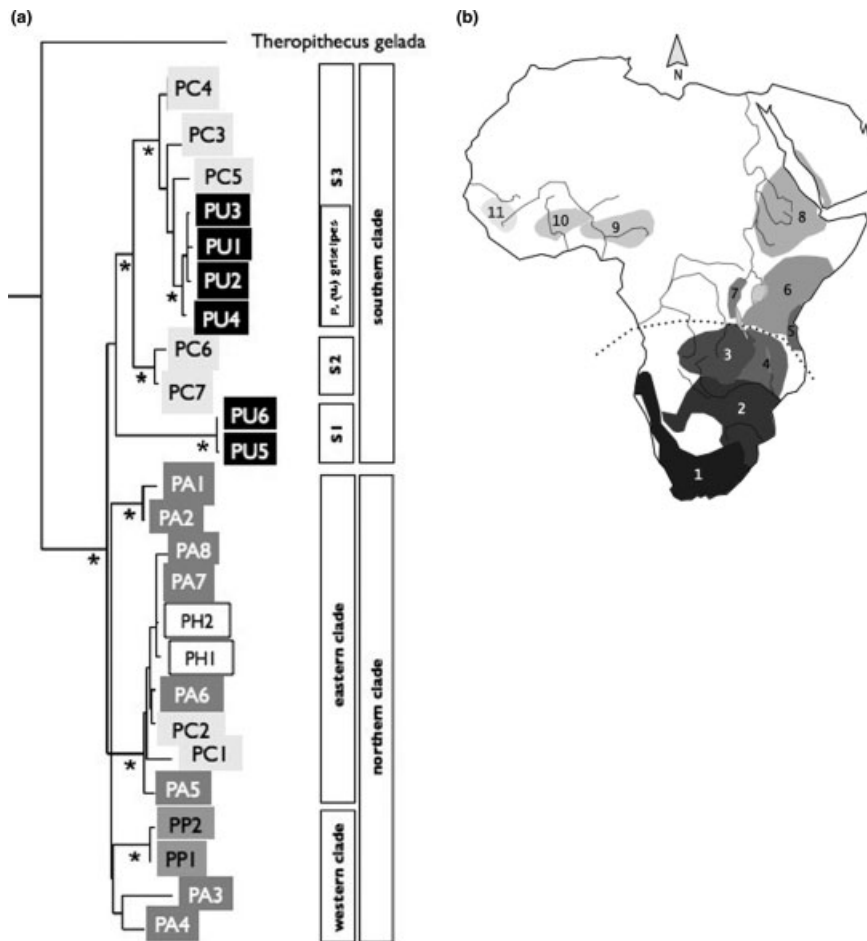 (a)
Theropithecus gelada
PC4
PC3
PC5
PU3
PU1
PU2
PU4
PC6
PC7
PU6
PU5
PA1
PA2
PA8
PA7
PH2
PH1
PA6
PC2
PC1
PA5
PP2
PP1
PA3
PA4
*
*
*
*
*
*
*
*
*
S3
P. (u.) griseipes
S2
S1
southern clade
eastern clade
western clade
northern clade
(b)
N
11
10
9
8
7
6
5
3
4
2
1